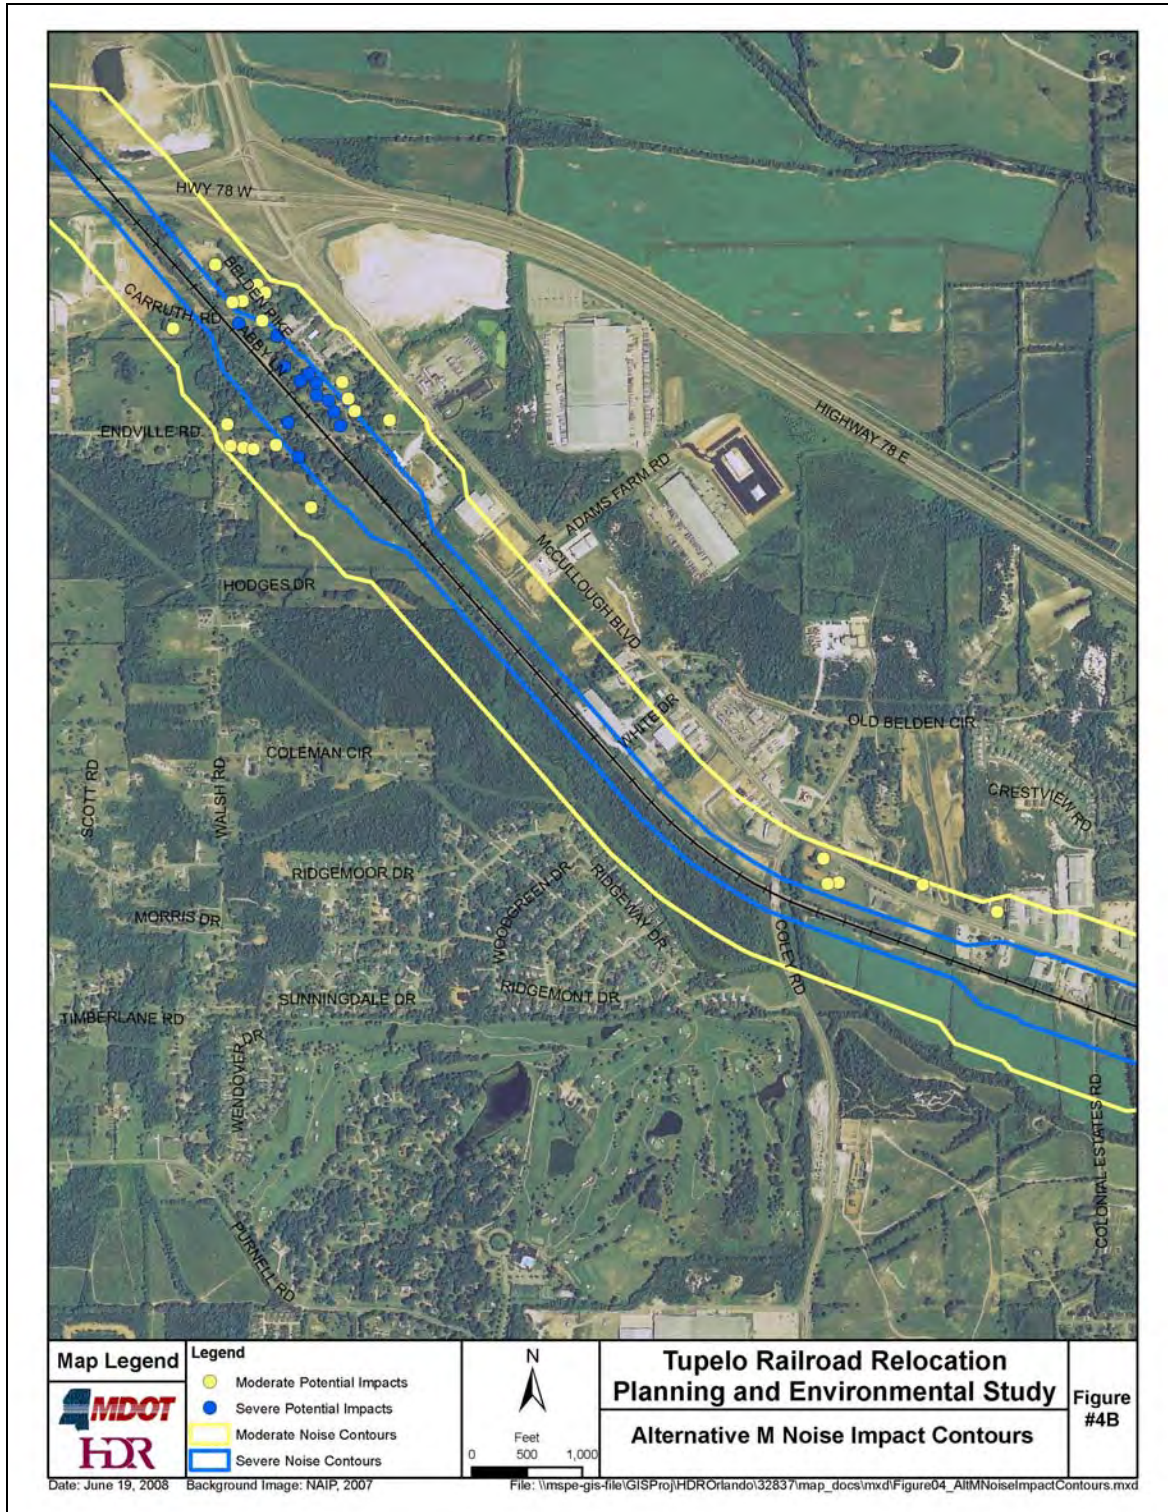 HWY 78 W
BELDEN PIKE
CARRUTH RD
ABBY LN
ENDVILLE RD
HIGHWAY 78 E
ADAMS FARM RD
McCULLOUGH BLVD
HODGES DR
WHITE DR
OLD BELDEN CIR
COLEMAN CIR
SCOTT RD
WALSH RD
CRESTVIEW RD
RIDGEMOOR DR
WOODGREEN DR
RIDGEWAY DR
MORRIS DR
COLEY RD
SUNNINGDALE DR
RIDGEMONT DR
TIMBERLANE RD
WENDOVER DR
COLONIAL ESTATES RD
PURNELL RD
Map Legend
MDOT
HDR
Legend
Moderate Potential Impacts
Severe Potential Impacts
Moderate Noise Contours
Severe Noise Contours
N
Feet
0 500 1,000
Tupelo Railroad Relocation
Planning and Environmental Study
Alternative M Noise Impact Contours
Figure
#4B
Date: June 19, 2008 Background Image: NAIP, 2007 File: \\mspe-gis-file\GISProj\HDROrlando\32837\map_docs\mxd\Figure04_AltMNoiseImpactContours.mxd